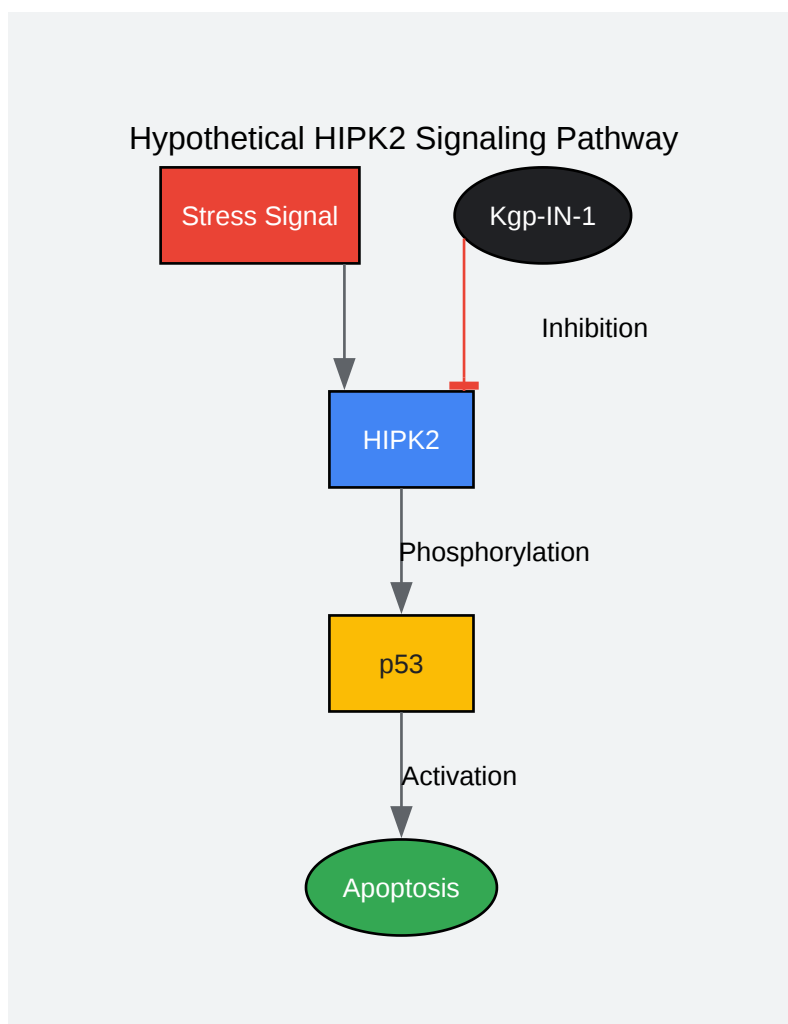 Hypothetical HIPK2 Signaling Pathway
Stress Signal
Kgp-IN-1
Inhibition
HIPK2
Phosphorylation
p53
Activation
Apoptosis